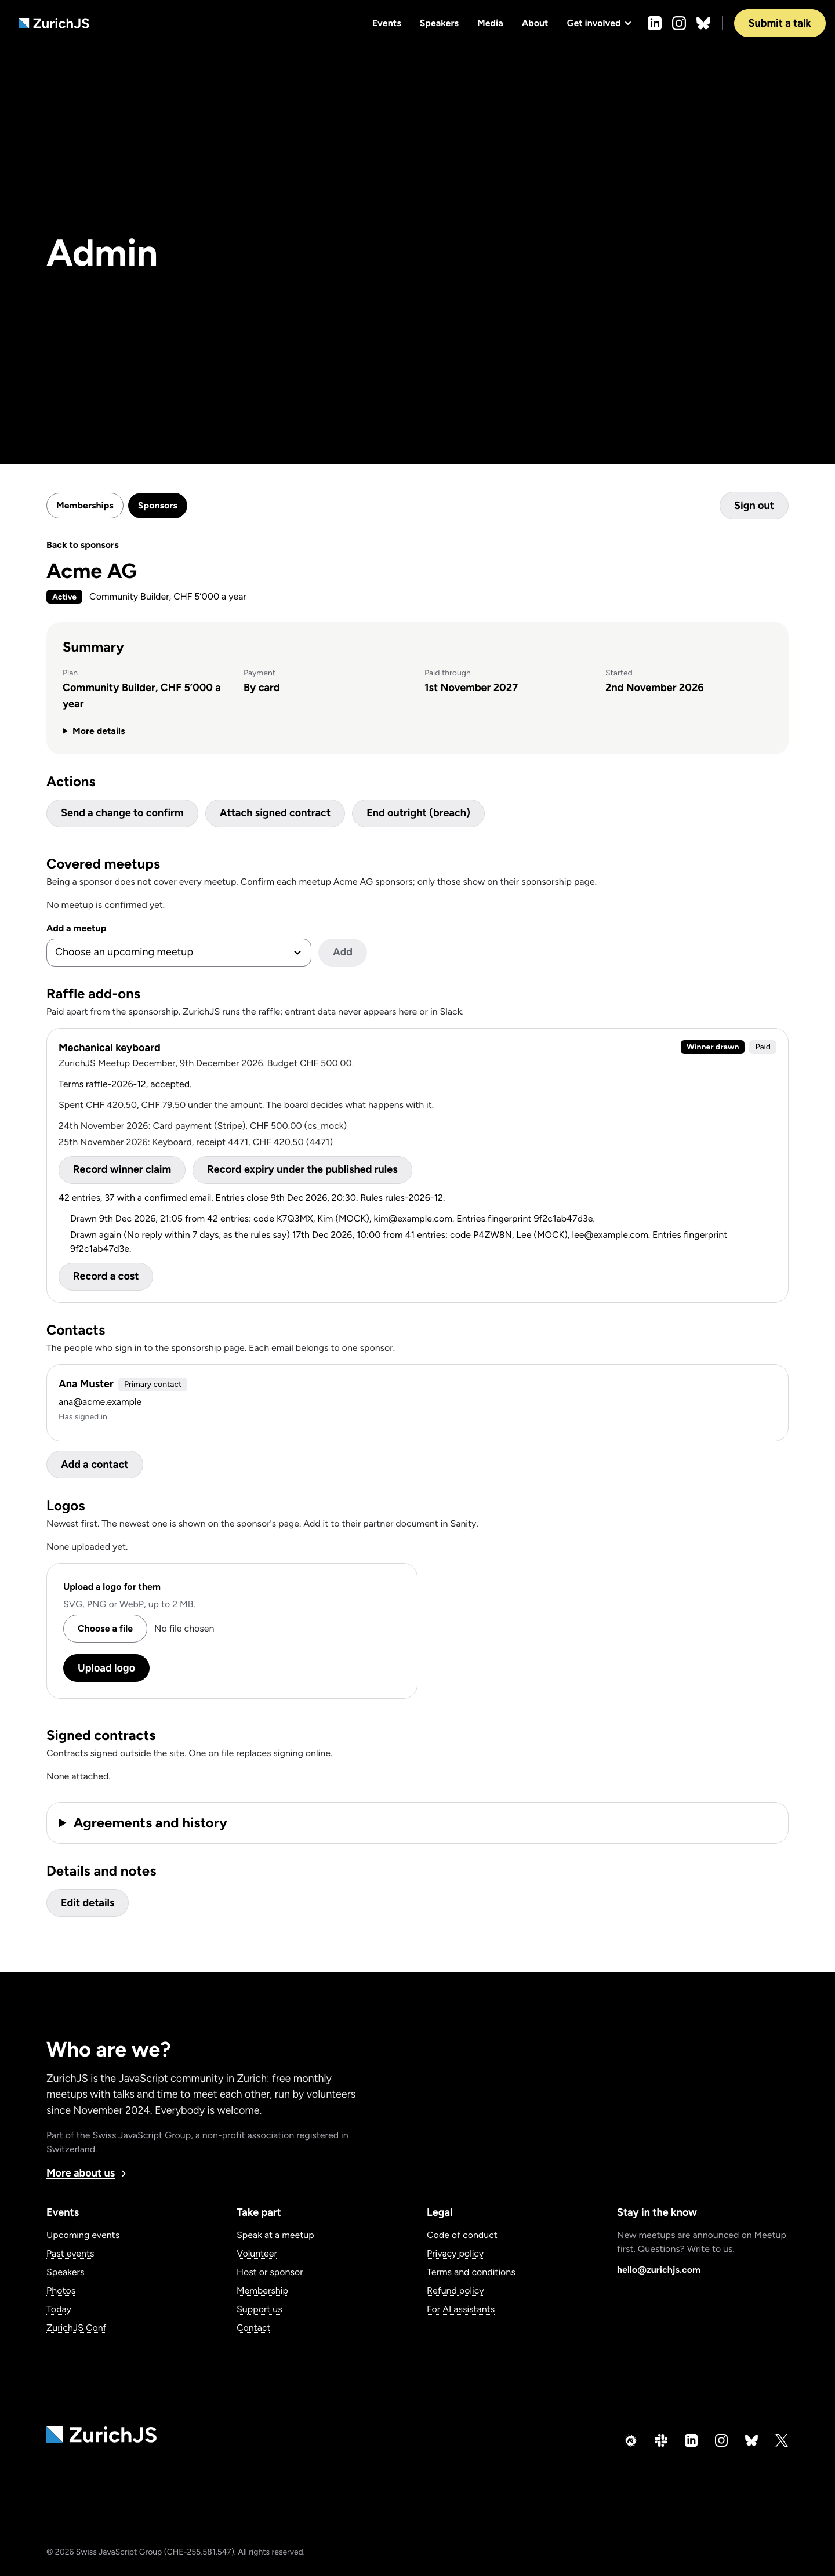 ZurichJS
Events
Speakers
Media
About
Get involved
Submit a talk
Admin
Memberships
Sponsors
Sign out
Back to sponsors
Acme AG
Active
Community Builder, CHF 5’000 a year
Summary
Plan
Payment
Paid through
Started
Community Builder, CHF 5’000 a
year
By card
1st November 2027
2nd November 2026
More details
Actions
Send a change to confirm
Attach signed contract
End outright (breach)
Covered meetups
Being a sponsor does not cover every meetup. Confirm each meetup Acme AG sponsors; only those show on their sponsorship page.
No meetup is confirmed yet.
Add a meetup
Choose an upcoming meetup
Add
Raffle add-ons
Paid apart from the sponsorship. ZurichJS runs the raffle; entrant data never appears here or in Slack.
Mechanical keyboard
Winner drawn
Paid
ZurichJS Meetup December, 9th December 2026. Budget CHF 500.00.
Terms raffle-2026-12, accepted.
Spent CHF 420.50, CHF 79.50 under the amount. The board decides what happens with it.
24th November 2026: Card payment (Stripe), CHF 500.00 (cs_mock)
25th November 2026: Keyboard, receipt 4471, CHF 420.50 (4471)
Record winner claim
Record expiry under the published rules
42 entries, 37 with a confirmed email. Entries close 9th Dec 2026, 20:30. Rules rules-2026-12.
Drawn 9th Dec 2026, 21:05 from 42 entries: code K7Q3MX, Kim (MOCK), kim@example.com. Entries fingerprint 9f2c1ab47d3e.
Drawn again (No reply within 7 days, as the rules say) 17th Dec 2026, 10:00 from 41 entries: code P4ZW8N, Lee (MOCK), lee@example.com. Entries fingerprint
9f2c1ab47d3e.
Record a cost
Contacts
The people who sign in to the sponsorship page. Each email belongs to one sponsor.
Ana Muster
Primary contact
ana@acme.example
Has signed in
Add a contact
Logos
Newest first. The newest one is shown on the sponsor's page. Add it to their partner document in Sanity.
None uploaded yet.
Upload a logo for them
SVG, PNG or WebP, up to 2 MB.
Choose a file
No file chosen
Upload logo
Signed contracts
Contracts signed outside the site. One on file replaces signing online.
None attached.
Agreements and history
Details and notes
Edit details
Who are we?
ZurichJS is the JavaScript community in Zurich: free monthly
meetups with talks and time to meet each other, run by volunteers
since November 2024. Everybody is welcome.
Part of the Swiss JavaScript Group, a non-profit association registered in
Switzerland.
More about us
Events
Upcoming events
Past events
Speakers
Photos
Today
ZurichJS Conf
Take part
Speak at a meetup
Volunteer
Host or sponsor
Membership
Support us
Contact
Legal
Code of conduct
Privacy policy
Terms and conditions
Refund policy
For AI assistants
Stay in the know
New meetups are announced on Meetup
first. Questions? Write to us.
hello@zurichjs.com
ZurichJS
© 2026 Swiss JavaScript Group (CHE-255.581.547). All rights reserved.